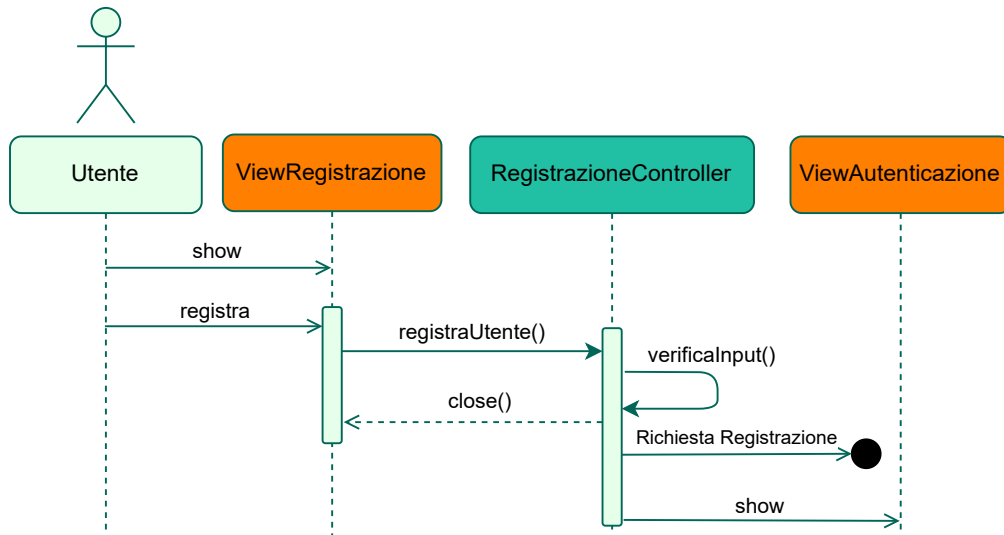 Utente
ViewRegistrazione
RegistrazioneController
ViewAutenticazione
show
registra
registraUtente()
verificaInput()
close()
Richiesta Registrazione
show